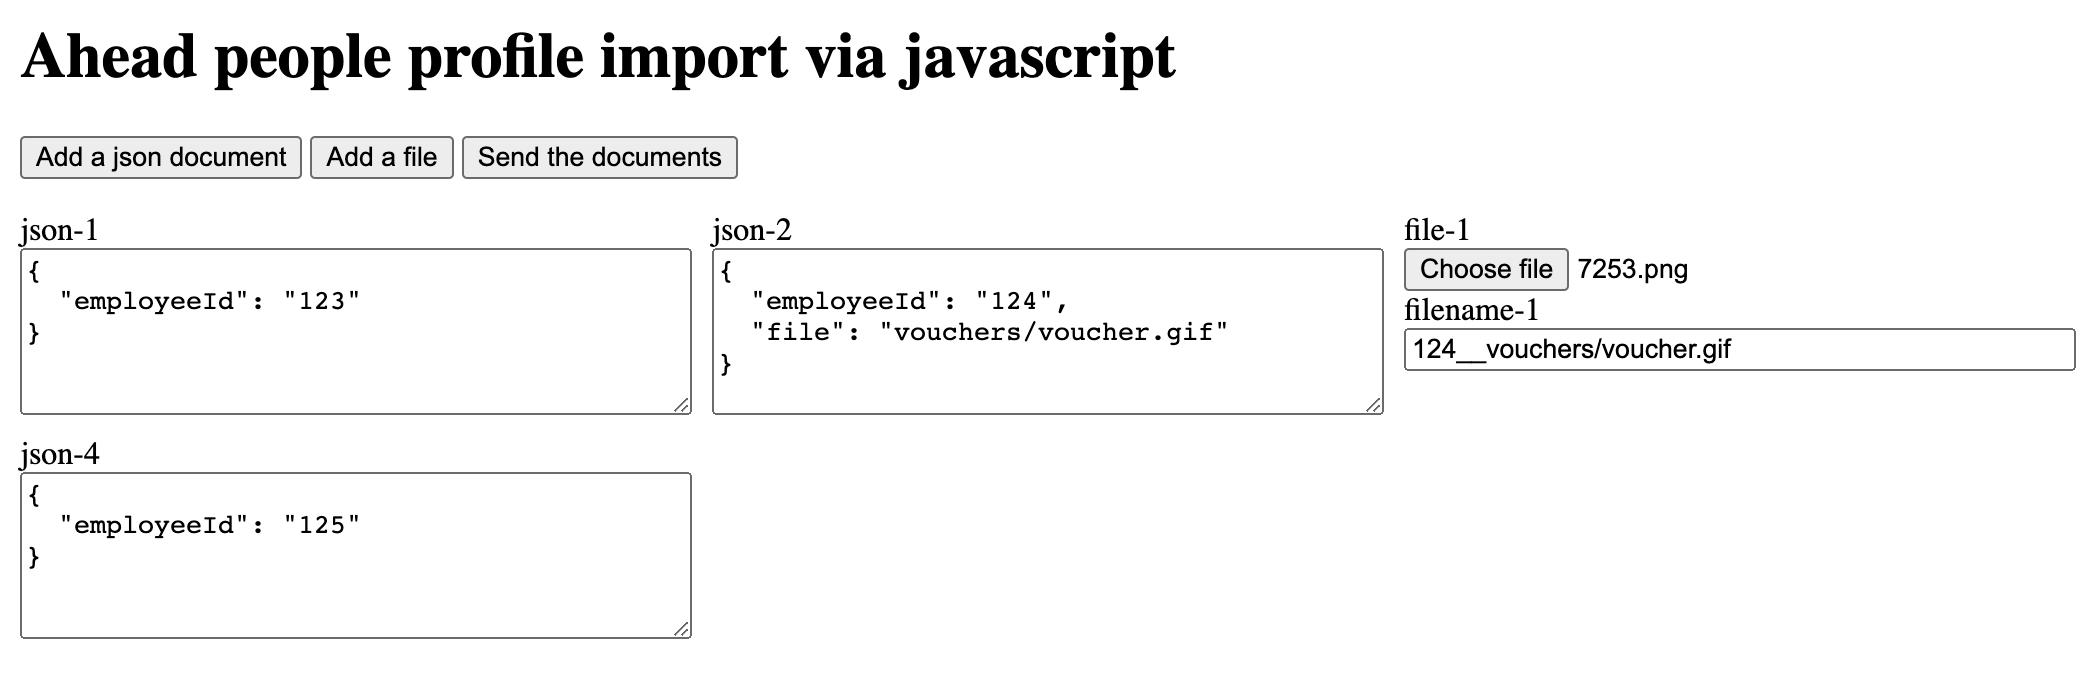 Ahead people profile import via javascript
Add a json document Add a file Send the documents
json-1
{
  "employeeId": "123"
}
json-2
{
  "employeeId": "124",
  "file": "vouchers/voucher.gif"
}
file-1
Choose file 7253.png
filename-1
124__vouchers/voucher.gif
json-4
{
  "employeeId": "125"
}